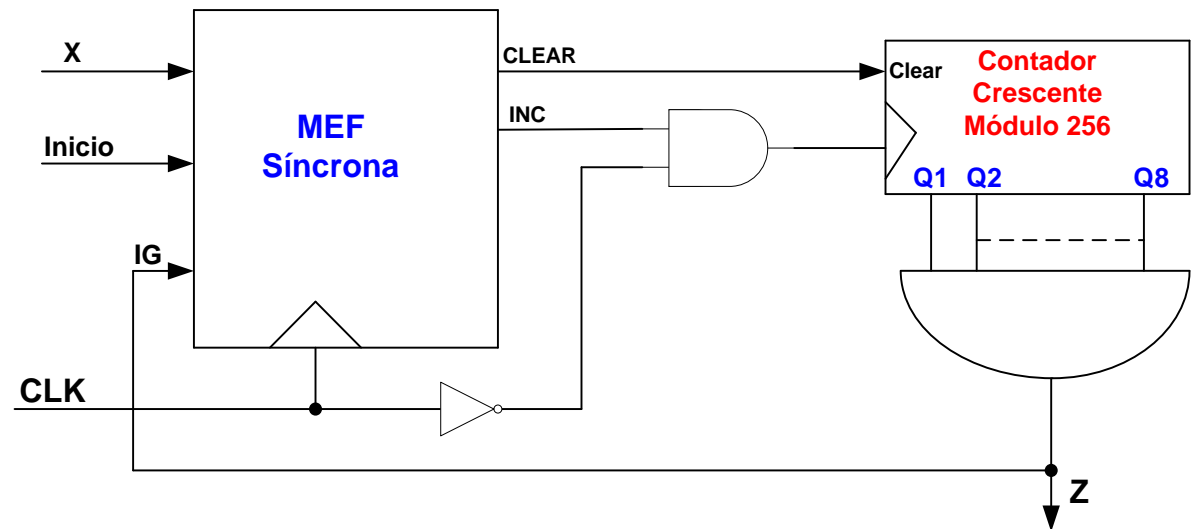 X
Inicio
IG
CLK
MEF
Síncrona
CLEAR
INC
Clear
Contador
Crescente
Módulo 256
Q1 Q2 Q8
Z